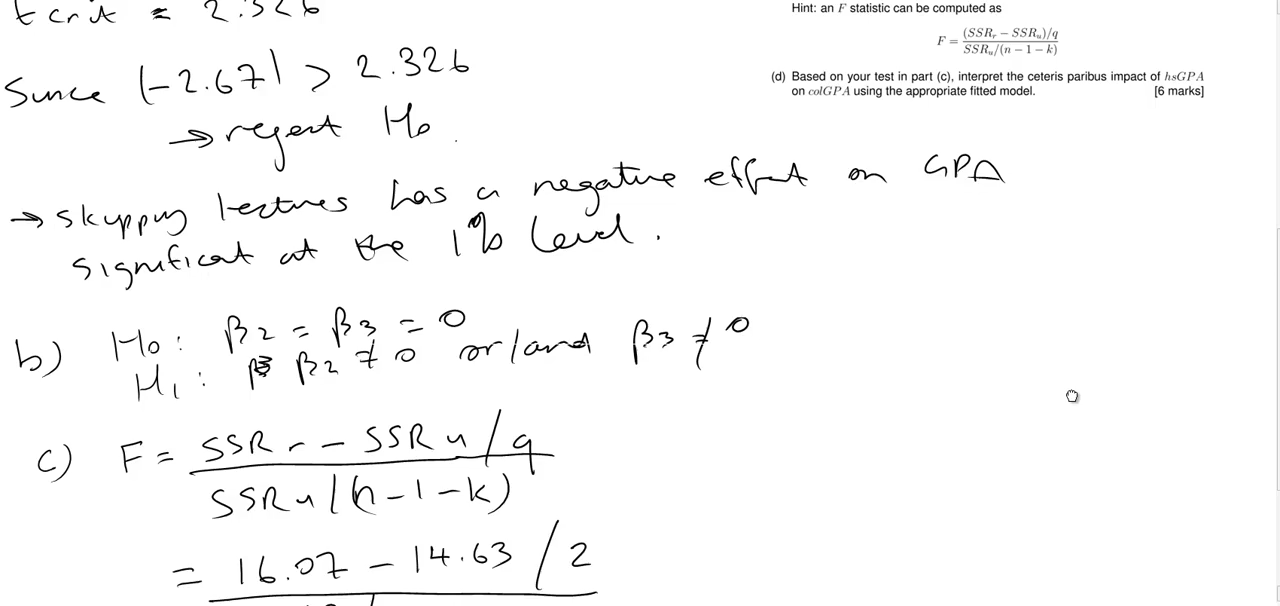 t crit = 2.326
Since |-2.67| > 2.326
→ reject Ho.
→ skipping lectures has a negative effect on GPA
significant at the 1% level.
b) Ho: β2 = β3 = 0
H1: β2 ≠ 0 or/and β3 ≠ 0
c) F = SSRr - SSRu / q
SSRu / (n-1-k)
= 16.07 - 14.63 / 2
Hint: an F statistic can be computed as
F = (SSRr − SSRu)/q
SSRu/(n − 1 − k)
(d) Based on your test in part (c), interpret the ceteris paribus impact of hsGPA
on colGPA using the appropriate fitted model. [6 marks]